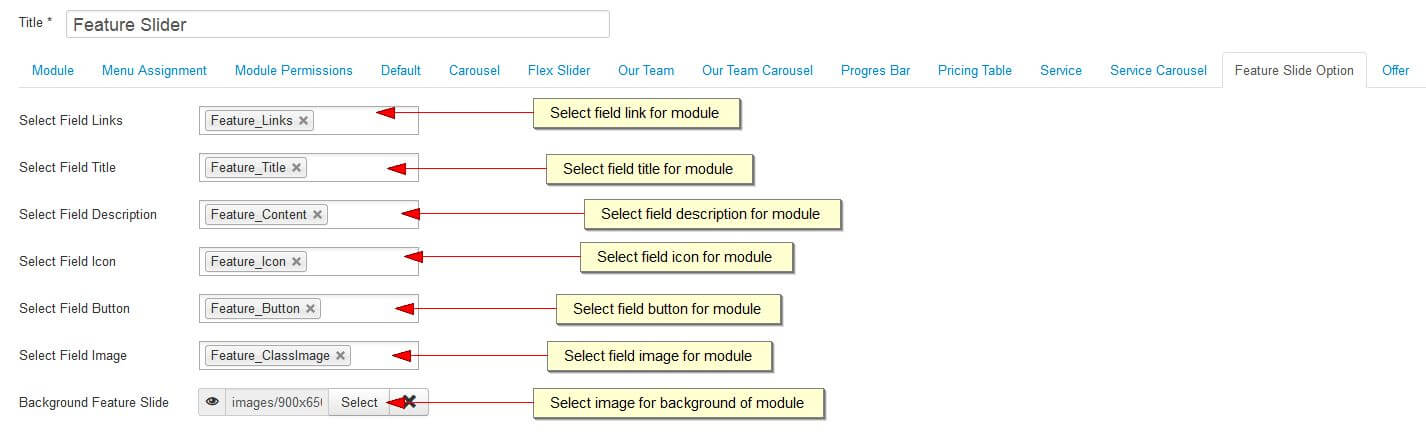 Title * Feature Slider
Module Menu Assignment Module Permissions Default Carousel Flex Slider Our Team Our Team Carousel Progres Bar Pricing Table Service Service Carousel Feature Slide Option Offer
Select Field Links Feature_Links Select field link for module
Select Field Title Feature_Title Select field title for module
Select Field Description Feature_Content Select field description for module
Select Field Icon Feature_Icon Select field icon for module
Select Field Button Feature_Button Select field button for module
Select Field Image Feature_ClassImage Select field image for module
Background Feature Slide images/900x650 Select Select image for background of module